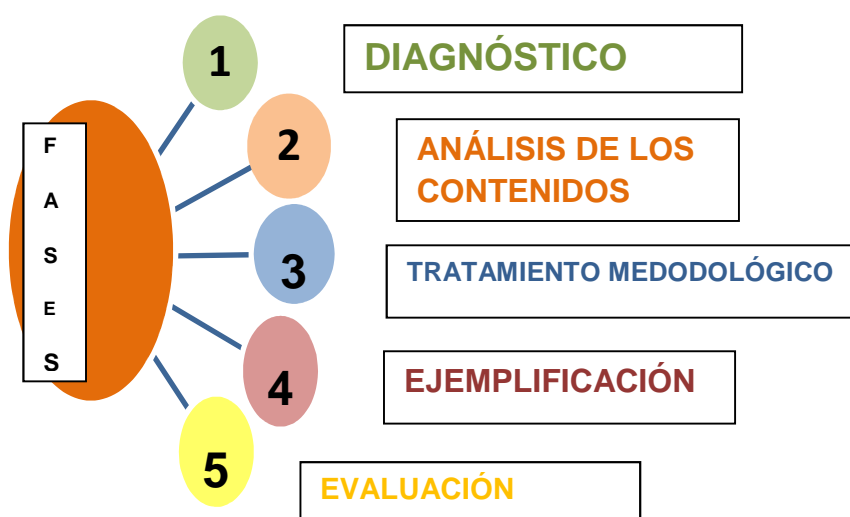 F
A
S
E
S
1
DIAGNÓSTICO
2
ANÁLISIS DE LOS
CONTENIDOS
3
TRATAMIENTO MEDODOLÓGICO
4
EJEMPLIFICACIÓN
5
EVALUACIÓN